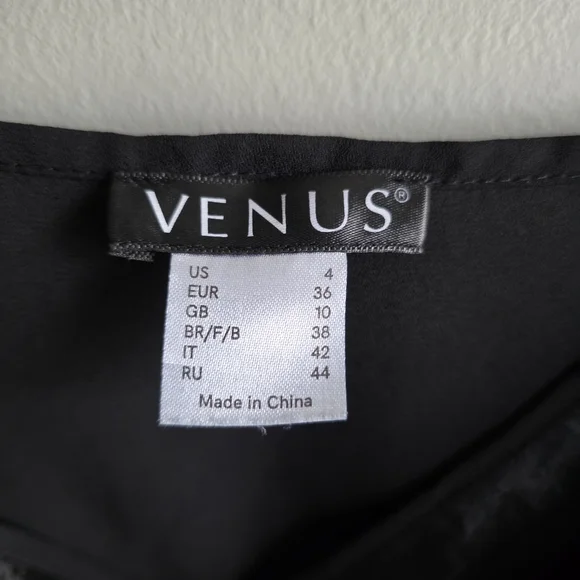 VENUS®
US 4
EUR 36
GB 10
BR/F/B 38
IT 42
RU 44
Made in China